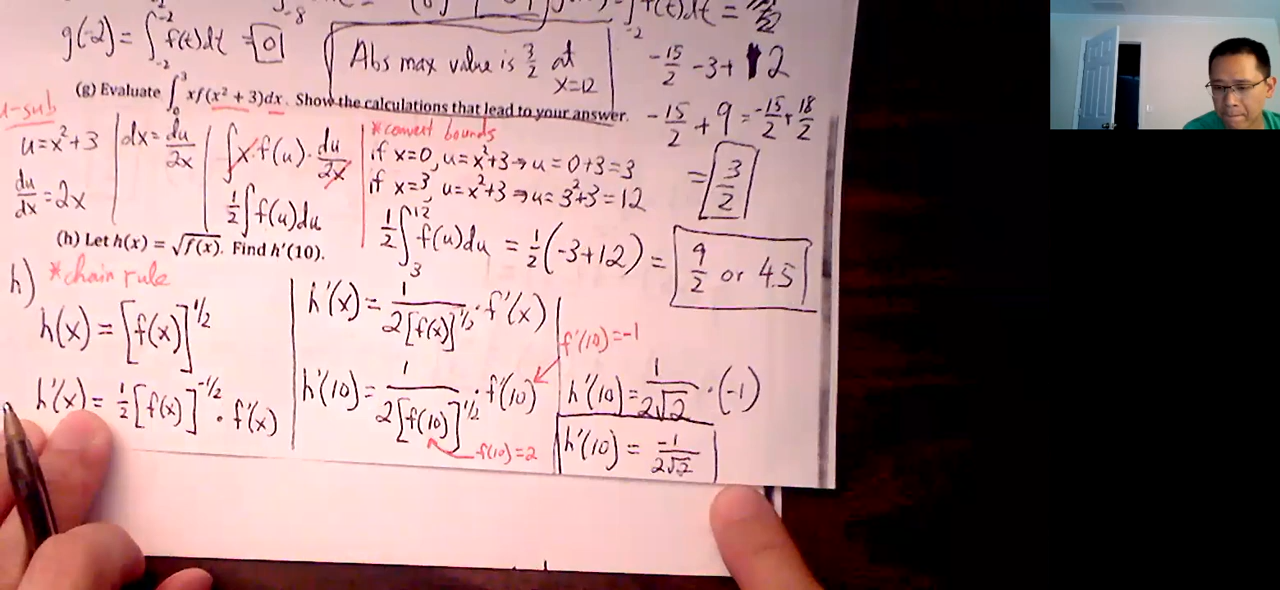 g(-2) = ∫_{-2}^{-2} f(t)dt = 0
Abs max value is 3/2 at
x=12
-15/2 - 3 + 12
-15/2 + 9 = -15/2 + 18/2
= 3/2
(g) Evaluate ∫_0^3 xf(x² + 3)dx. Show the calculations that lead to your answer.
u-sub
u = x²+3
du/dx = 2x
dx = du/2x
∫x·f(u)·du/2x
1/2 ∫f(u)du
*convert bounds
if x=0, u=x²+3 → u = 0+3 = 3
if x=3, u=x²+3 → u = 3²+3 = 12
1/2 ∫_3^12 f(u)du = 1/2(-3+12) = 9/2 or 4.5
(h) Let h(x) = √f(x). Find h′(10).
h) *chain rule
h(x) = [f(x)]^1/2
h'(x) = 1/2 [f(x)]^-1/2 · f'(x)
h'(x) = 1/2[f(x)]^1/2 · f'(x)
h'(10) = 1/2[f(10)]^1/2 · f'(10)
f(10) = 2
f'(10) = -1
h'(10) = 1/2√2 · (-1)
h'(10) = -1/2√2